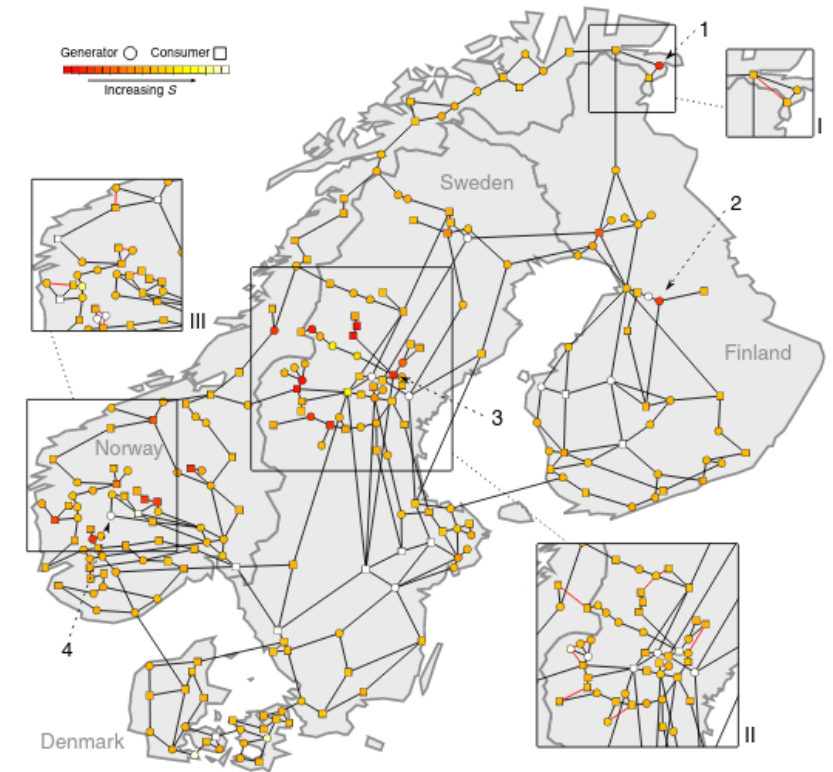 Generator Consumer
Increasing S
1
I
Sweden
2
III
Finland
3
Norway
4
II
Denmark